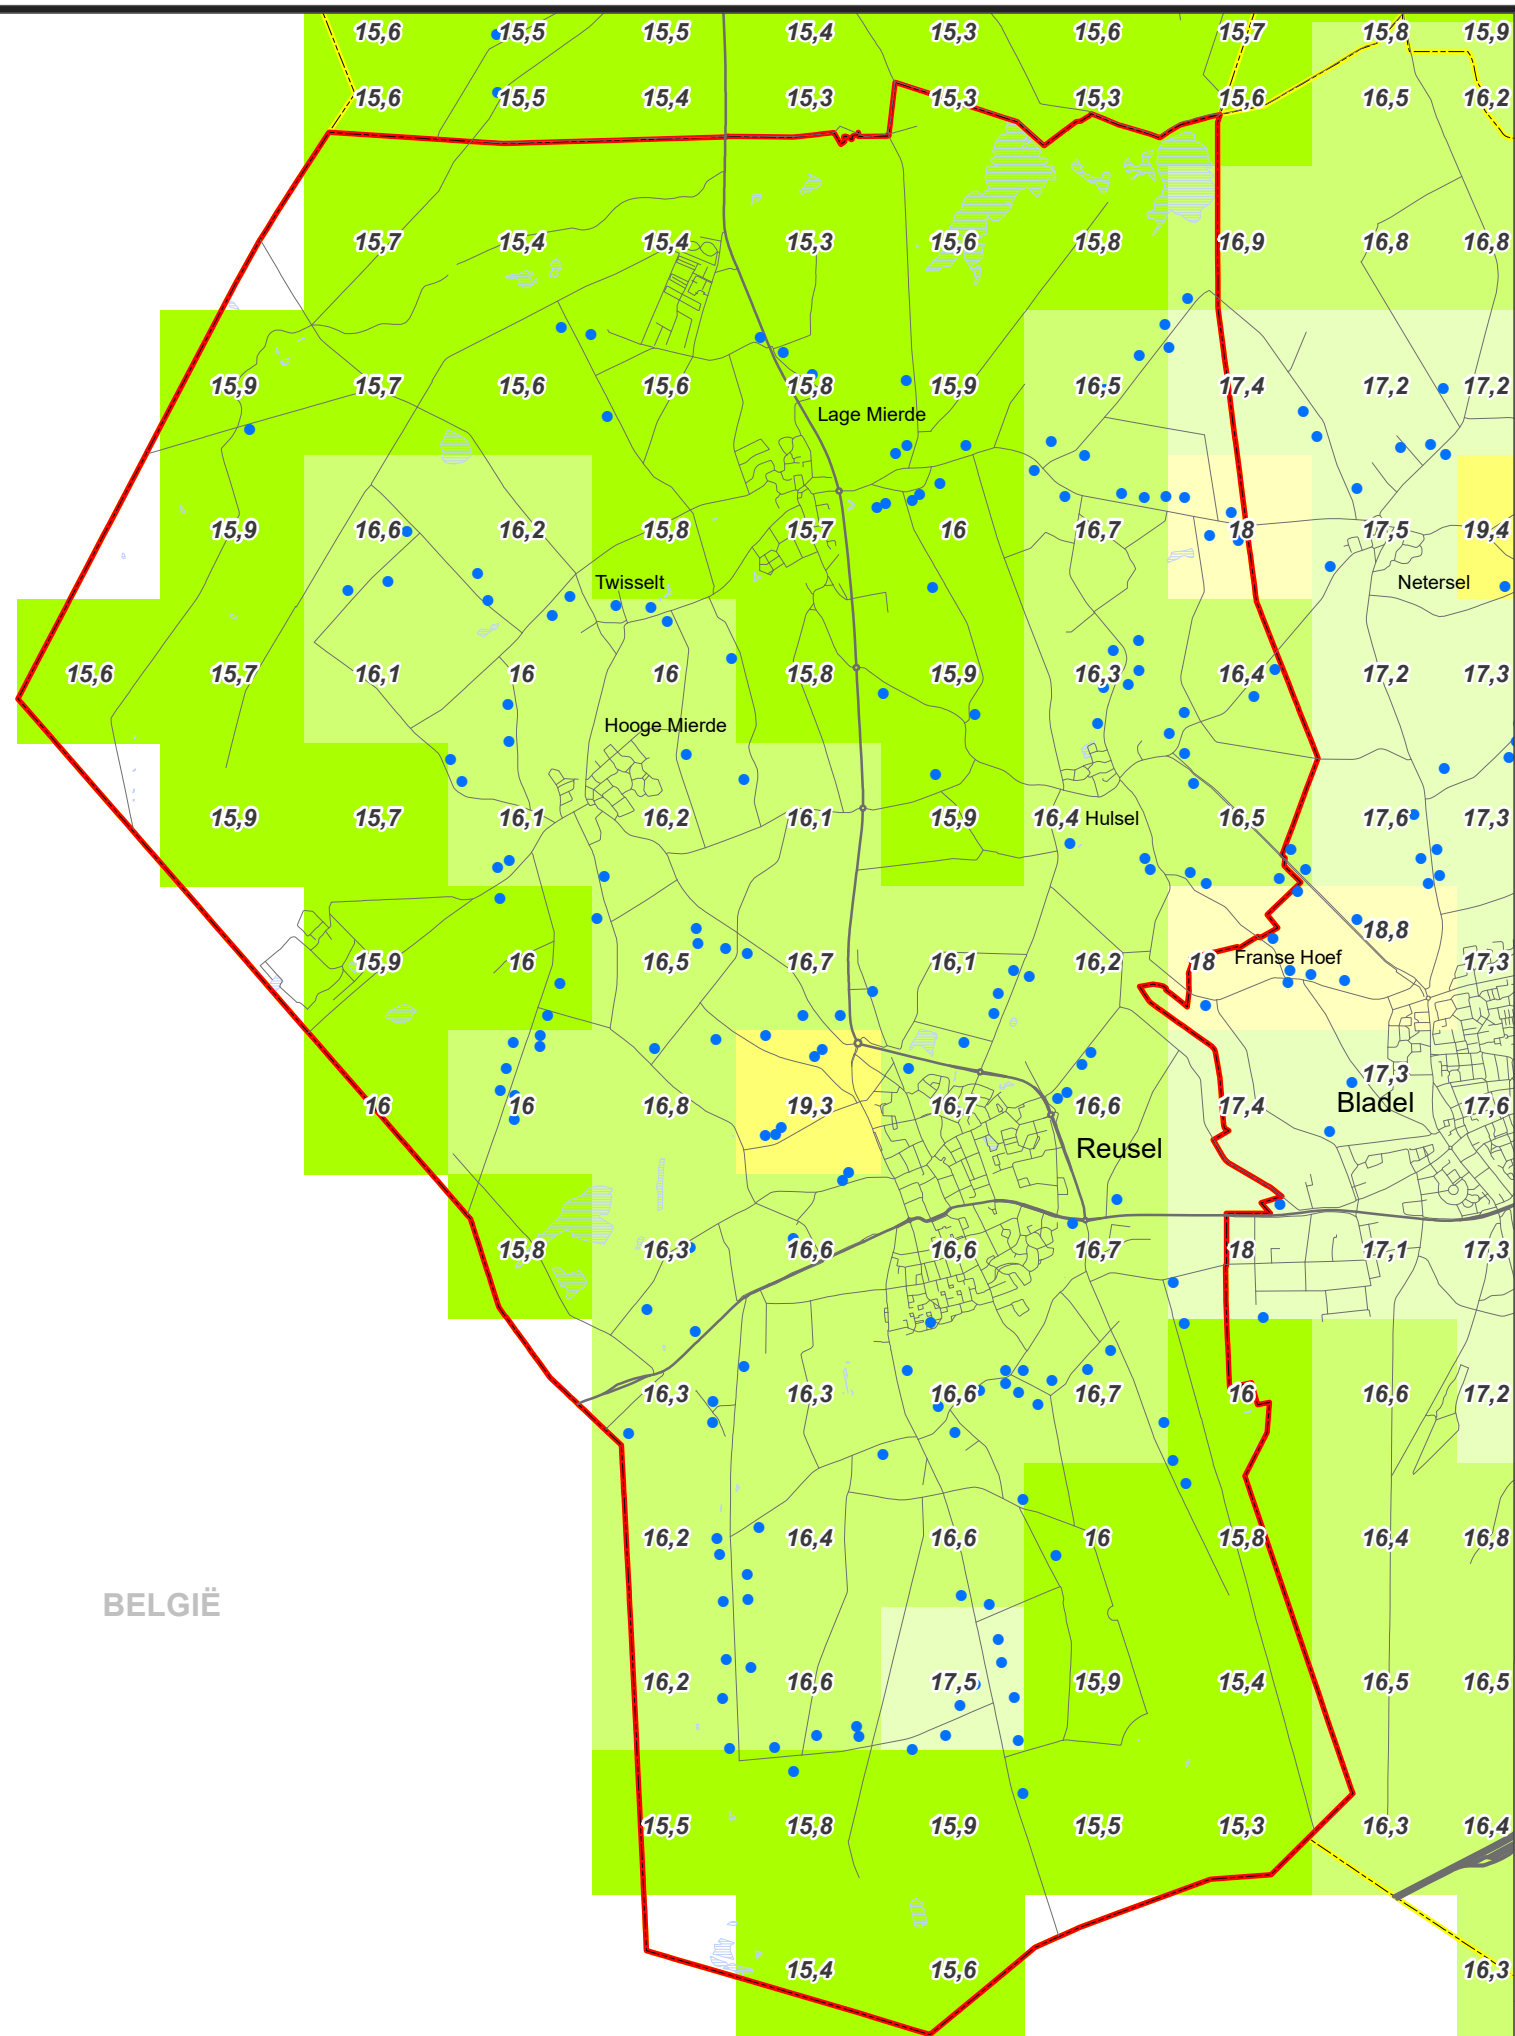 15,6 15,5 15,5 15,4 15,3 15,6 15,7 15,8 15,9
15,6 15,5 15,4 15,3 15,3 15,3 15,6 16,5 16,2
15,7 15,4 15,4 15,3 15,6 15,8 16,9 16,8 16,8
15,9 15,7 15,6 15,6 15,8 15,9 16,5 17,4 17,2 17,2
Lage Mierde
15,9 16,6 16,2 15,8 15,7 16 16,7 18 17,5 19,4
Twisselt Netersel
15,6 15,7 16,1 16 16 15,8 15,9 16,3 16,4 17,2 17,3
Hooge Mierde
15,9 15,7 16,1 16,2 16,1 15,9 16,4 Hulsel 16,5 17,6 17,3
18,8
15,9 16 16,5 16,7 16,1 16,2 18 Franse Hoef 17,3
17,3
16 16 16,8 19,3 16,7 16,6 17,4 Bladel 17,6
Reusel
15,8 16,3 16,6 16,6 16,7 18 17,1 17,3
16,3 16,3 16,6 16,7 16 16,6 17,2
16,2 16,4 16,6 16 15,8 16,4 16,8
BELGIË
16,2 16,6 17,5 15,9 15,4 16,5 16,5
15,5 15,8 15,9 15,5 15,3 16,3 16,4
15,4 15,6 16,3